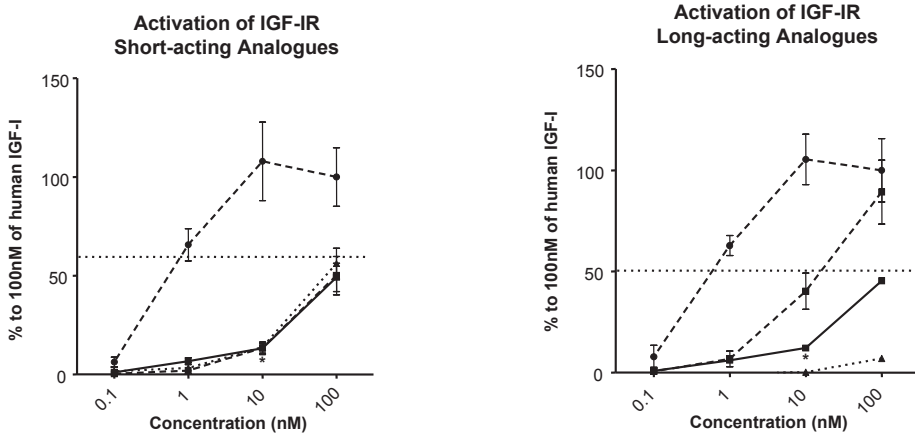 Activation of IGF-IR
Short-acting Analogues
% to 100nM of human IGF-I
150
100
50
0
*
0.1
1
10
100
Concentration (nM)
Activation of IGF-IR
Long-acting Analogues
% to 100nM of human IGF-I
150
100
50
0
*
*
0.1
1
10
100
Concentration (nM)